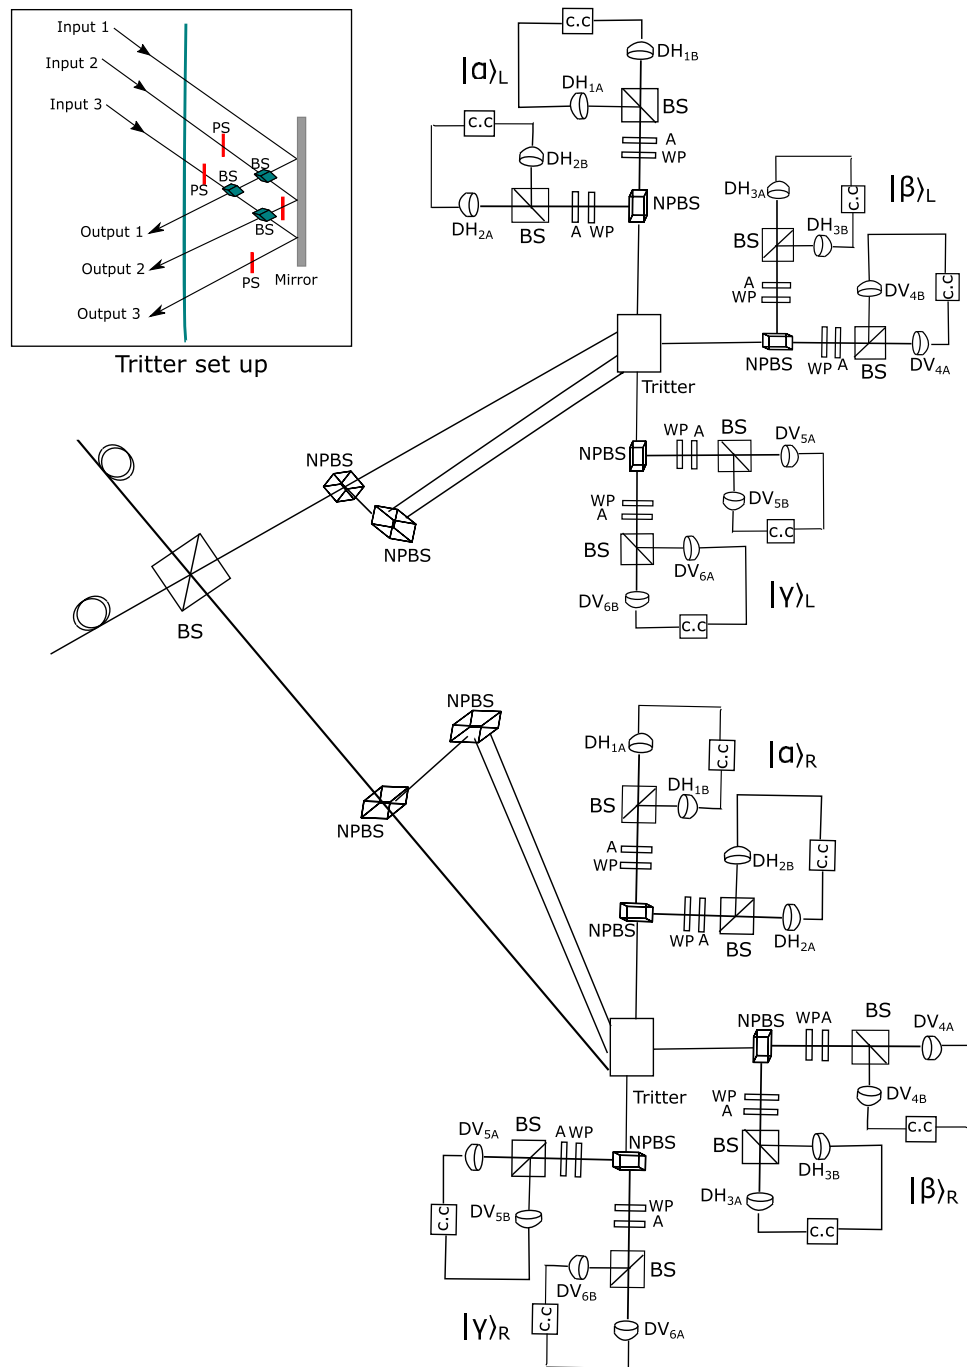 Input 1
Input 2
Input 3
PS
BS
PS
BS
BS
Output 1
Output 2
PS
Mirror
Output 3
Tritter set up
c.c
|α⟩L
DH1B
DH1A
BS
c.c
A
WP
DH2B
DH2A
BS
A
WP
NPBS
DH3A
|β⟩L
c.c
DH3B
BS
A
WP
DV4B
c.c
NPBS
WP
A
BS
DV4A
Tritter
NPBS
WP
A
BS
DV5A
DV5B
c.c
WP
A
BS
DV6A
DV6B
c.c
|γ⟩L
NPBS
NPBS
BS
NPBS
NPBS
DH1A
c.c
|α⟩R
DH1B
BS
A
WP
DH2B
c.c
NPBS
WP
A
BS
DH2A
Tritter
NPBS
WP
A
BS
DV4A
DV4B
c.c
WP
A
BS
DH3B
DH3A
c.c
|β⟩R
DV5A
BS
A
WP
NPBS
c.c
DV5B
WP
A
BS
DV6B
c.c
DV6A
|γ⟩R